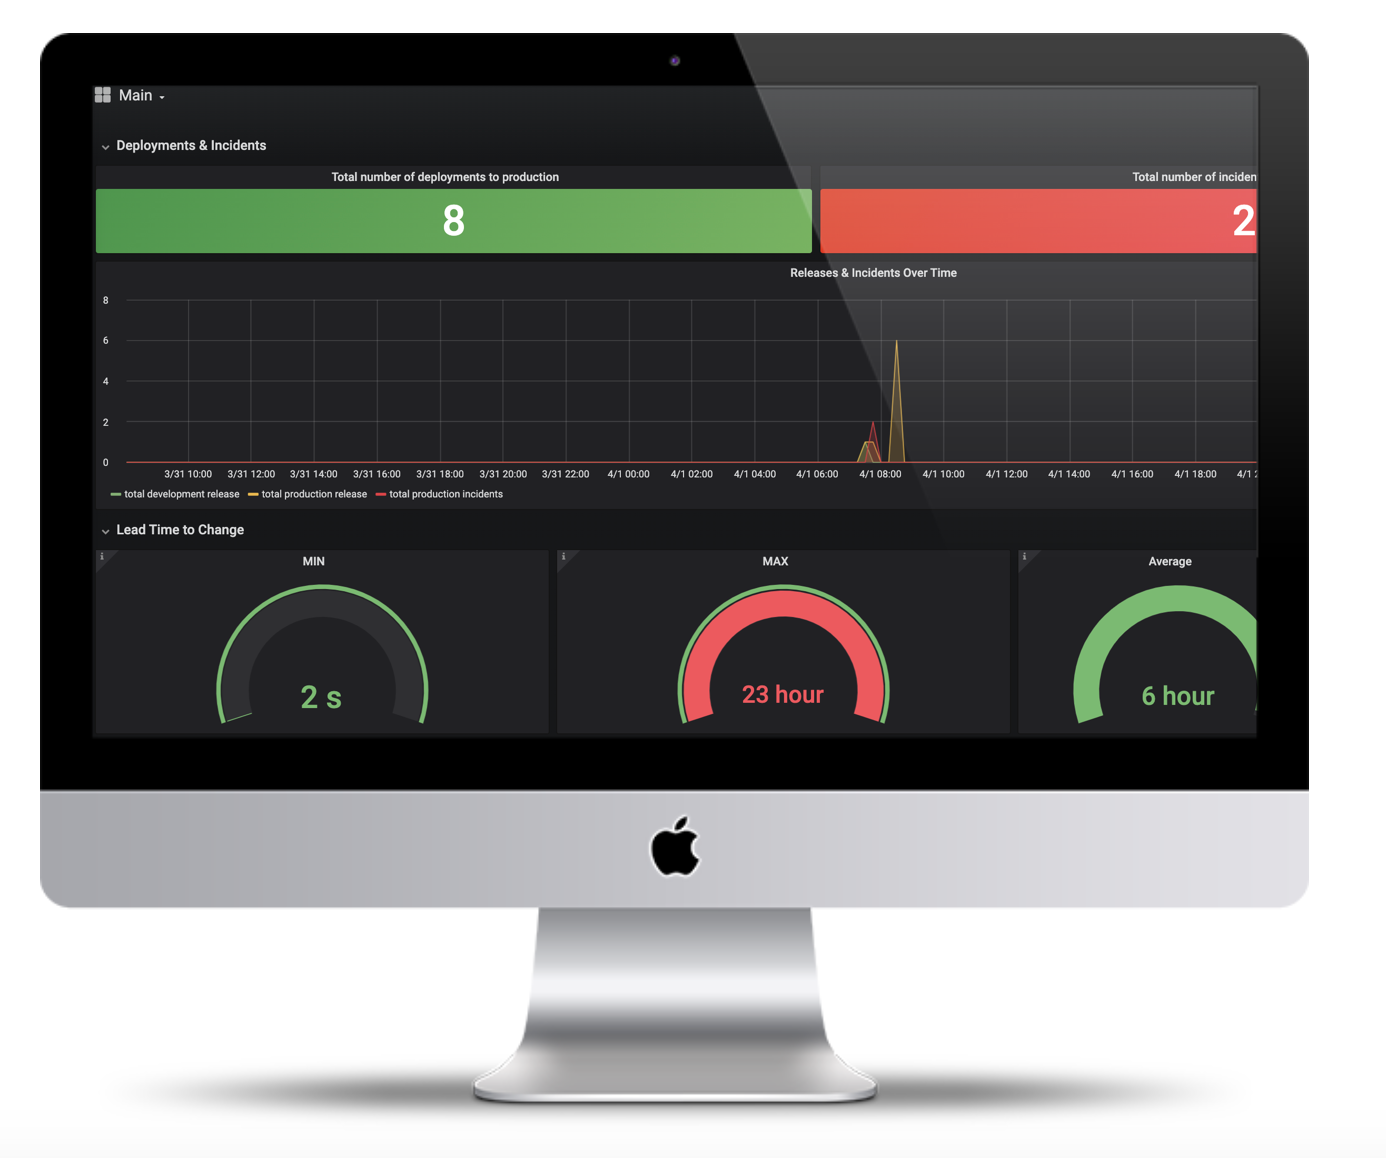 Main
Deployments & Incidents
Total number of deployments to production
Total number of
8
2
Releases & Incidents Over Time
8
6
4
2
0
3/31 10:00 3/31 12:00 3/31 14:00 3/31 16:00 3/31 18:00 3/31 20:00 3/31 22:00 4/1 00:00 4/1 02:00 4/1 04:00 4/1 06:00 4/1 08:00 4/1 10:00 4/1 12:00 4/1 14:00 4/1 16:00 4/1 18:00
total development release total production release total production incidents
Lead Time to Change
i MIN
i MAX
i Average
2 s
23 hour
6 hour